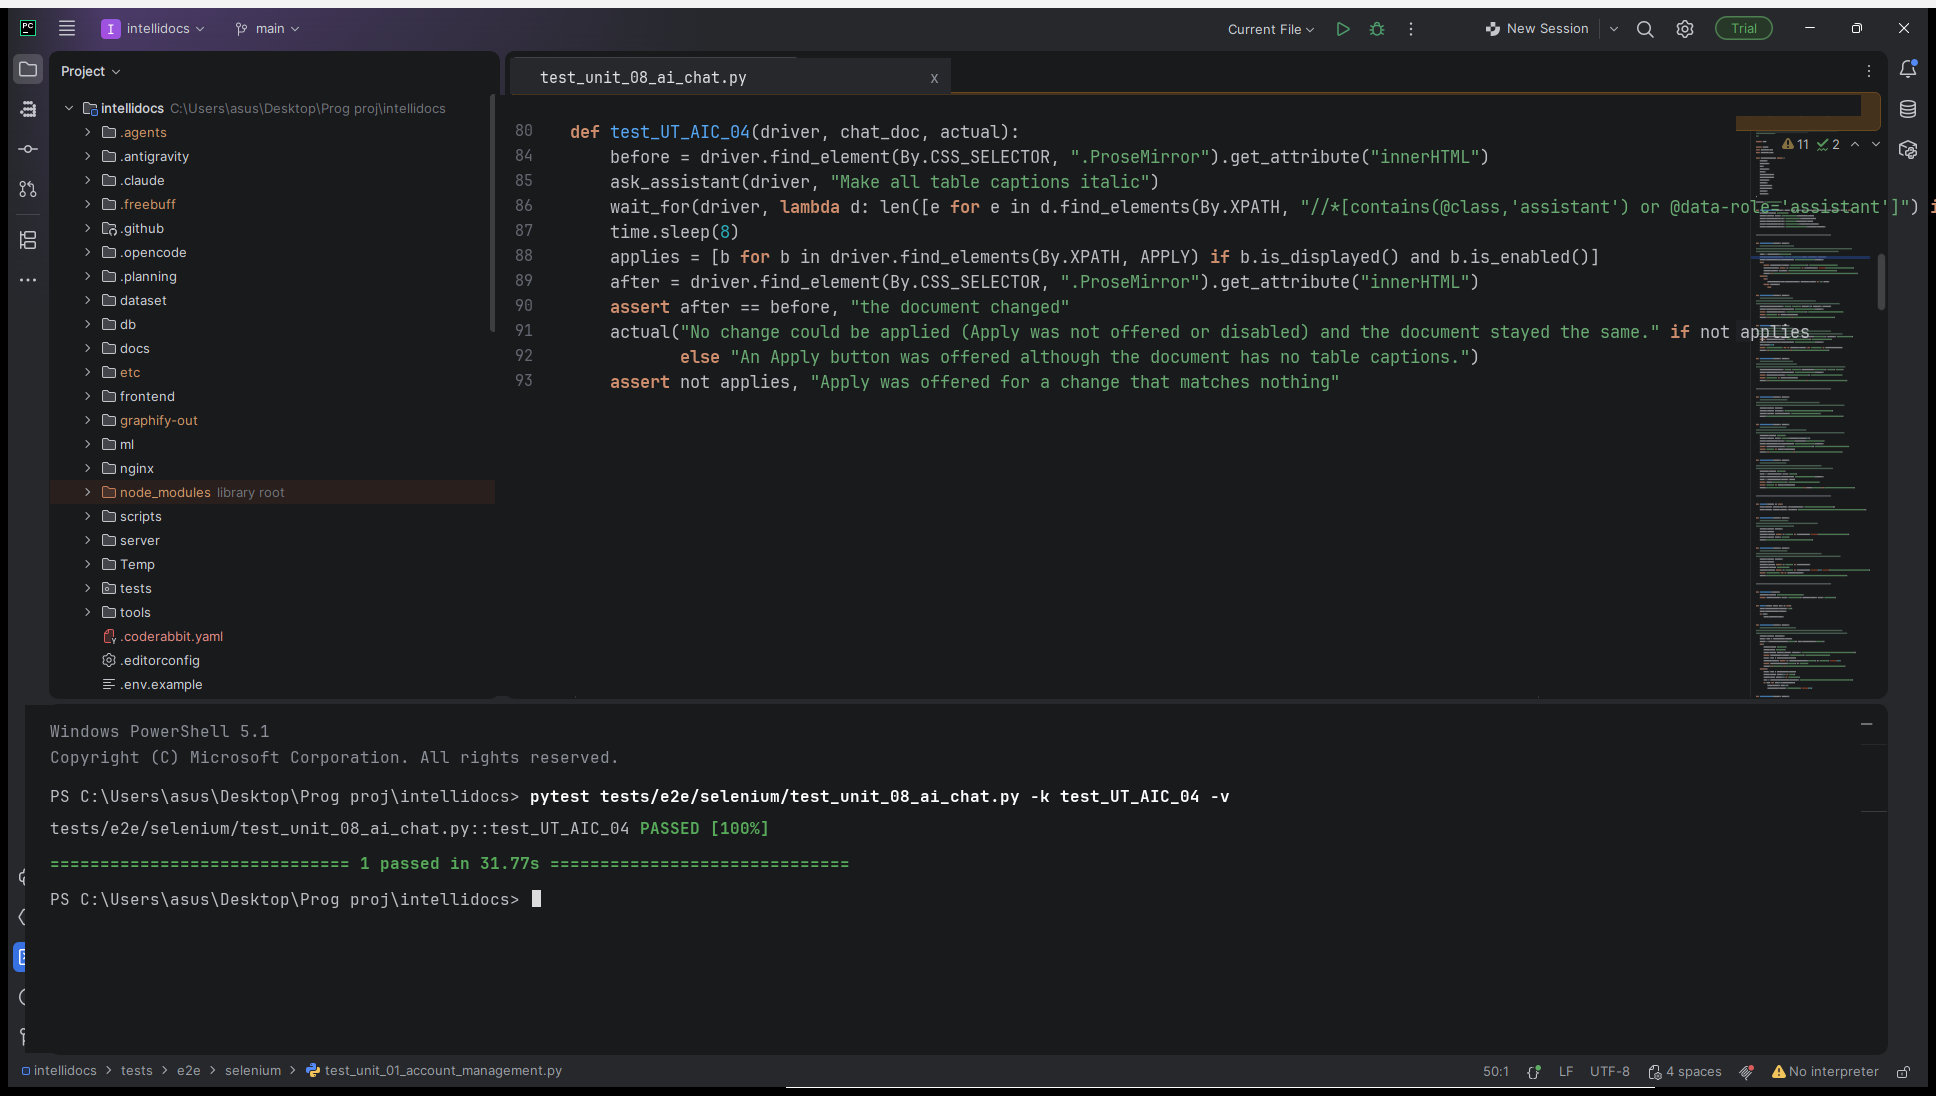 PC
I intellidocs main
Current File New Session Trial
Project
test_unit_08_ai_chat.py x
intellidocs C:\Users\asus\Desktop\Prog proj\intellidocs
.agents
.antigravity
.claude
.freebuff
.github
.opencode
.planning
dataset
db
docs
etc
frontend
graphify-out
ml
nginx
node_modules library root
scripts
server
Temp
tests
tools
.coderabbit.yaml
.editorconfig
.env.example
11 2
80 def test_UT_AIC_04(driver, chat_doc, actual):
84 before = driver.find_element(By.CSS_SELECTOR, ".ProseMirror").get_attribute("innerHTML")
85 ask_assistant(driver, "Make all table captions italic")
86 wait_for(driver, lambda d: len([e for e in d.find_elements(By.XPATH, "//*[contains(@class,'assistant') or @data-role='assistant']") i
87 time.sleep(8)
88 applies = [b for b in driver.find_elements(By.XPATH, APPLY) if b.is_displayed() and b.is_enabled()]
89 after = driver.find_element(By.CSS_SELECTOR, ".ProseMirror").get_attribute("innerHTML")
90 assert after == before, "the document changed"
91 actual("No change could be applied (Apply was not offered or disabled) and the document stayed the same." if not applies
92 else "An Apply button was offered although the document has no table captions.")
93 assert not applies, "Apply was offered for a change that matches nothing"
Windows PowerShell 5.1
Copyright (C) Microsoft Corporation. All rights reserved.
PS C:\Users\asus\Desktop\Prog proj\intellidocs> pytest tests/e2e/selenium/test_unit_08_ai_chat.py -k test_UT_AIC_04 -v
tests/e2e/selenium/test_unit_08_ai_chat.py::test_UT_AIC_04 PASSED [100%]
============================== 1 passed in 31.77s ==============================
PS C:\Users\asus\Desktop\Prog proj\intellidocs>
intellidocs > tests > e2e > selenium > test_unit_01_account_management.py
50:1 LF UTF-8 4 spaces No interpreter